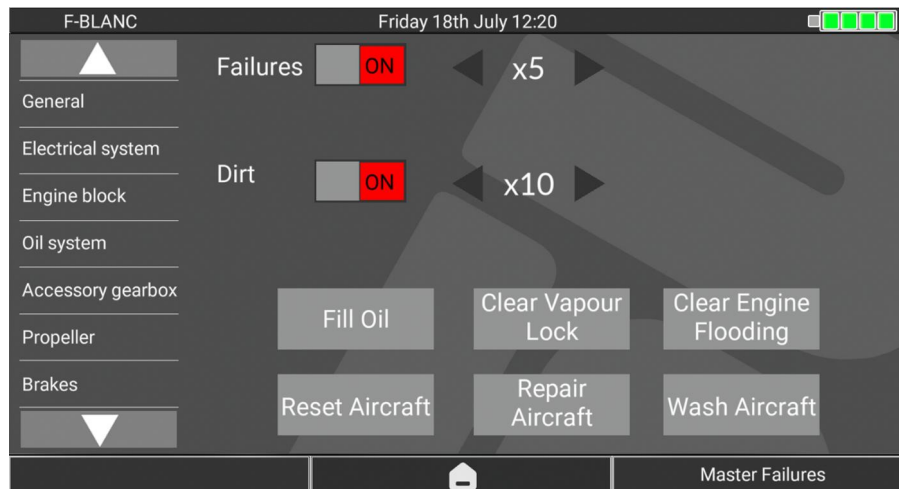 F-BLANC
Friday 18th July 12:20
General
Electrical system
Engine block
Oil system
Accessory gearbox
Propeller
Brakes
Failures ON x5
Dirt ON x10
Fill Oil
Clear Vapour
Lock
Clear Engine
Flooding
Reset Aircraft
Repair
Aircraft
Wash Aircraft
Master Failures